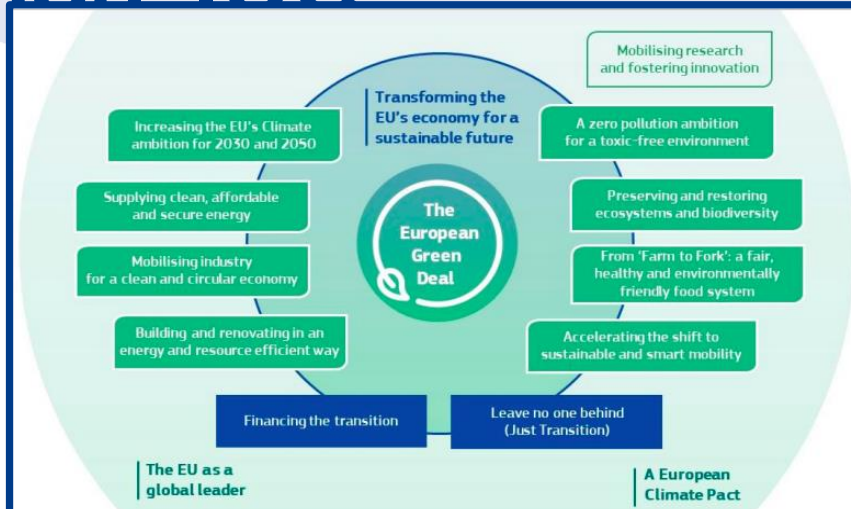 Mobilising research
and fostering innovation
Transforming the
EU's economy for a
sustainable future
Increasing the EU's Climate
ambition for 2030 and 2050
A zero pollution ambition
for a toxic-free environment
Supplying clean, affordable
and secure energy
The
European
Green
Deal
Preserving and restoring
ecosystems and biodiversity
Mobilising industry
for a clean and circular economy
From 'Farm to Fork': a fair,
healthy and environmentally
friendly food system
Building and renovating in an
energy and resource efficient way
Accelerating the shift to
sustainable and smart mobility
Financing the transition
Leave no one behind
(Just Transition)
The EU as a
global leader
A European
Climate Pact